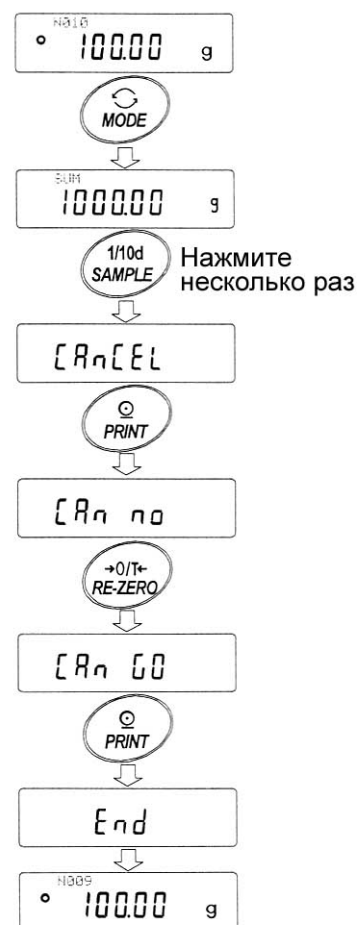 N010
100.00 g
MODE
SUM
1000.00 g
1/10d
SAMPLE
Нажмите
несколько раз
CAnCEL
PRINT
CAn no
→0/T←
RE-ZERO
CAn GO
PRINT
End
N009
100.00 g